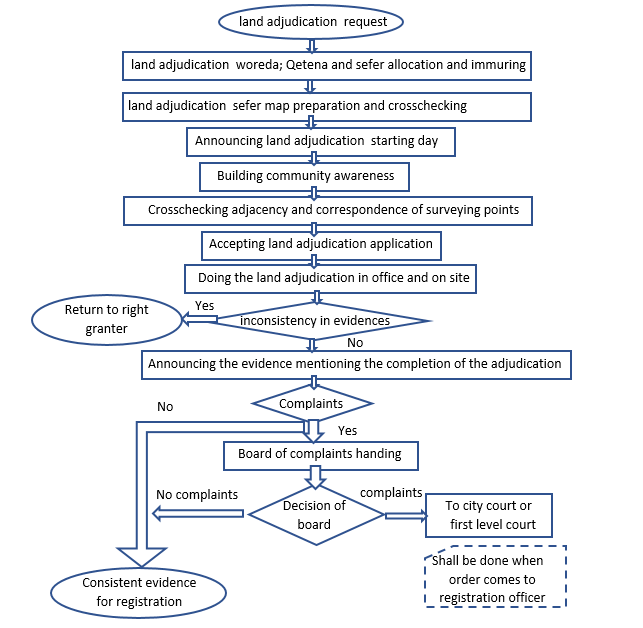 land adjudication request
land adjudication woreda; Qetena and sefer allocation and immuring
land adjudication sefer map preparation and crosschecking
Announcing land adjudication starting day
Building community awareness
Crosschecking adjacency and correspondence of surveying points
Accepting land adjudication application
Doing the land adjudication in office and on site
Return to right
granter
Yes
inconsistency in evidences
No
Announcing the evidence mentioning the completion of the adjudication
Complaints
No
Yes
Board of complaints handing
No complaints
Decision of
board
complaints
To city court or
first level court
Shall be done when
order comes to
registration officer
Consistent evidence
for registration